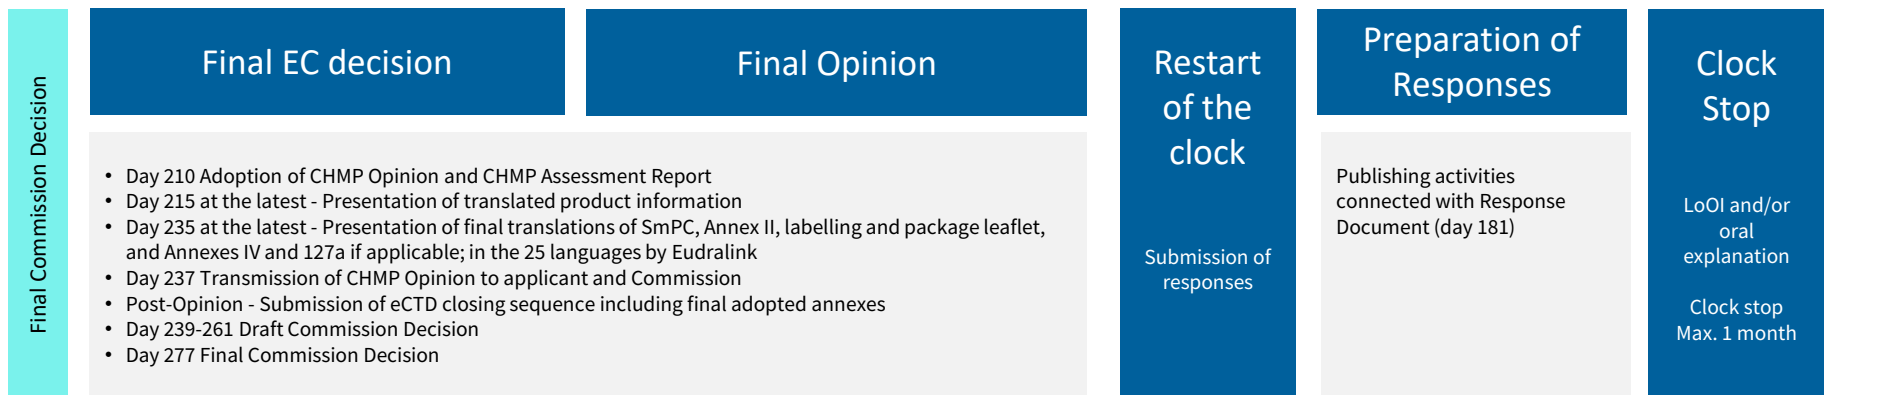 Final Commission Decision
Final EC decision
Final Opinion
• Day 210 Adoption of CHMP Opinion and CHMP Assessment Report
• Day 215 at the latest - Presentation of translated product information
• Day 235 at the latest - Presentation of final translations of SmPC, Annex II, labelling and package leaflet,
and Annexes IV and 127a if applicable; in the 25 languages by Eudralink
• Day 237 Transmission of CHMP Opinion to applicant and Commission
• Post-Opinion - Submission of eCTD closing sequence including final adopted annexes
• Day 239-261 Draft Commission Decision
• Day 277 Final Commission Decision
Restart
of the
clock
Submission of
responses
Preparation of
Responses
Publishing activities
connected with Response
Document (day 181)
Clock
Stop
LoOI and/or
oral
explanation
Clock stop
Max. 1 month